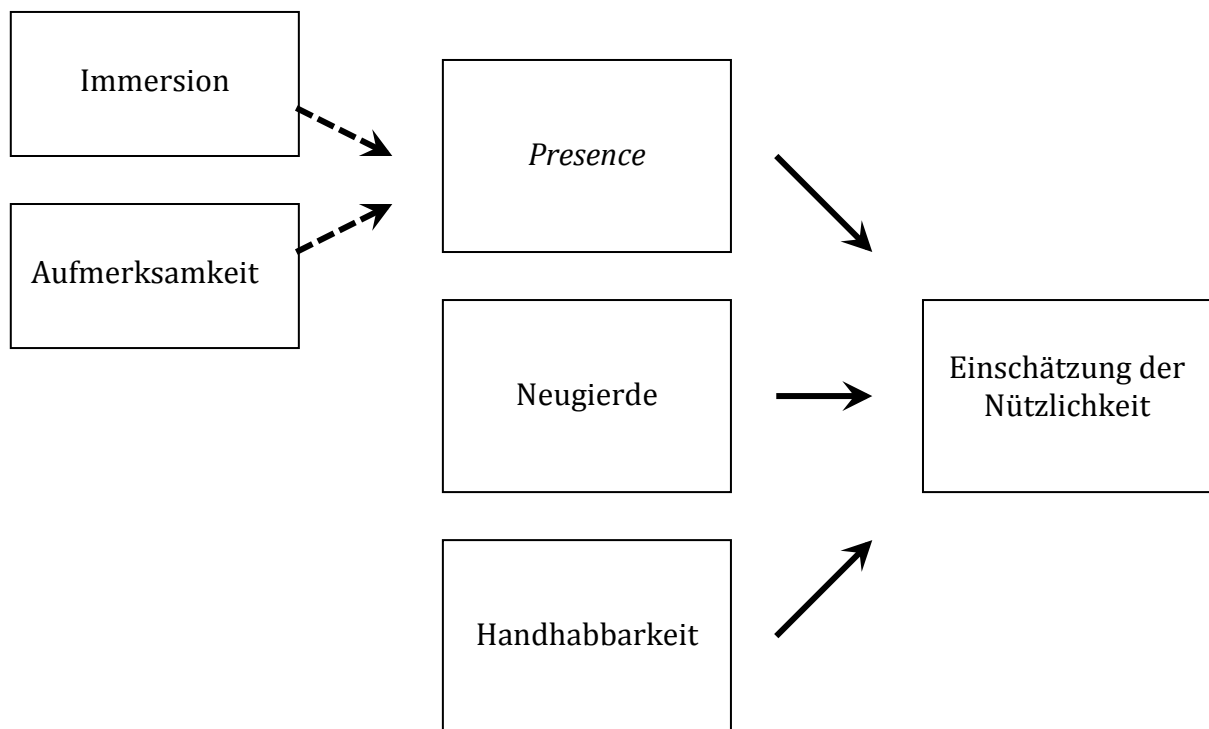 Immersion
Aufmerksamkeit
Presence
Neugierde
Handhabbarkeit
Einschätzung der
Nützlichkeit